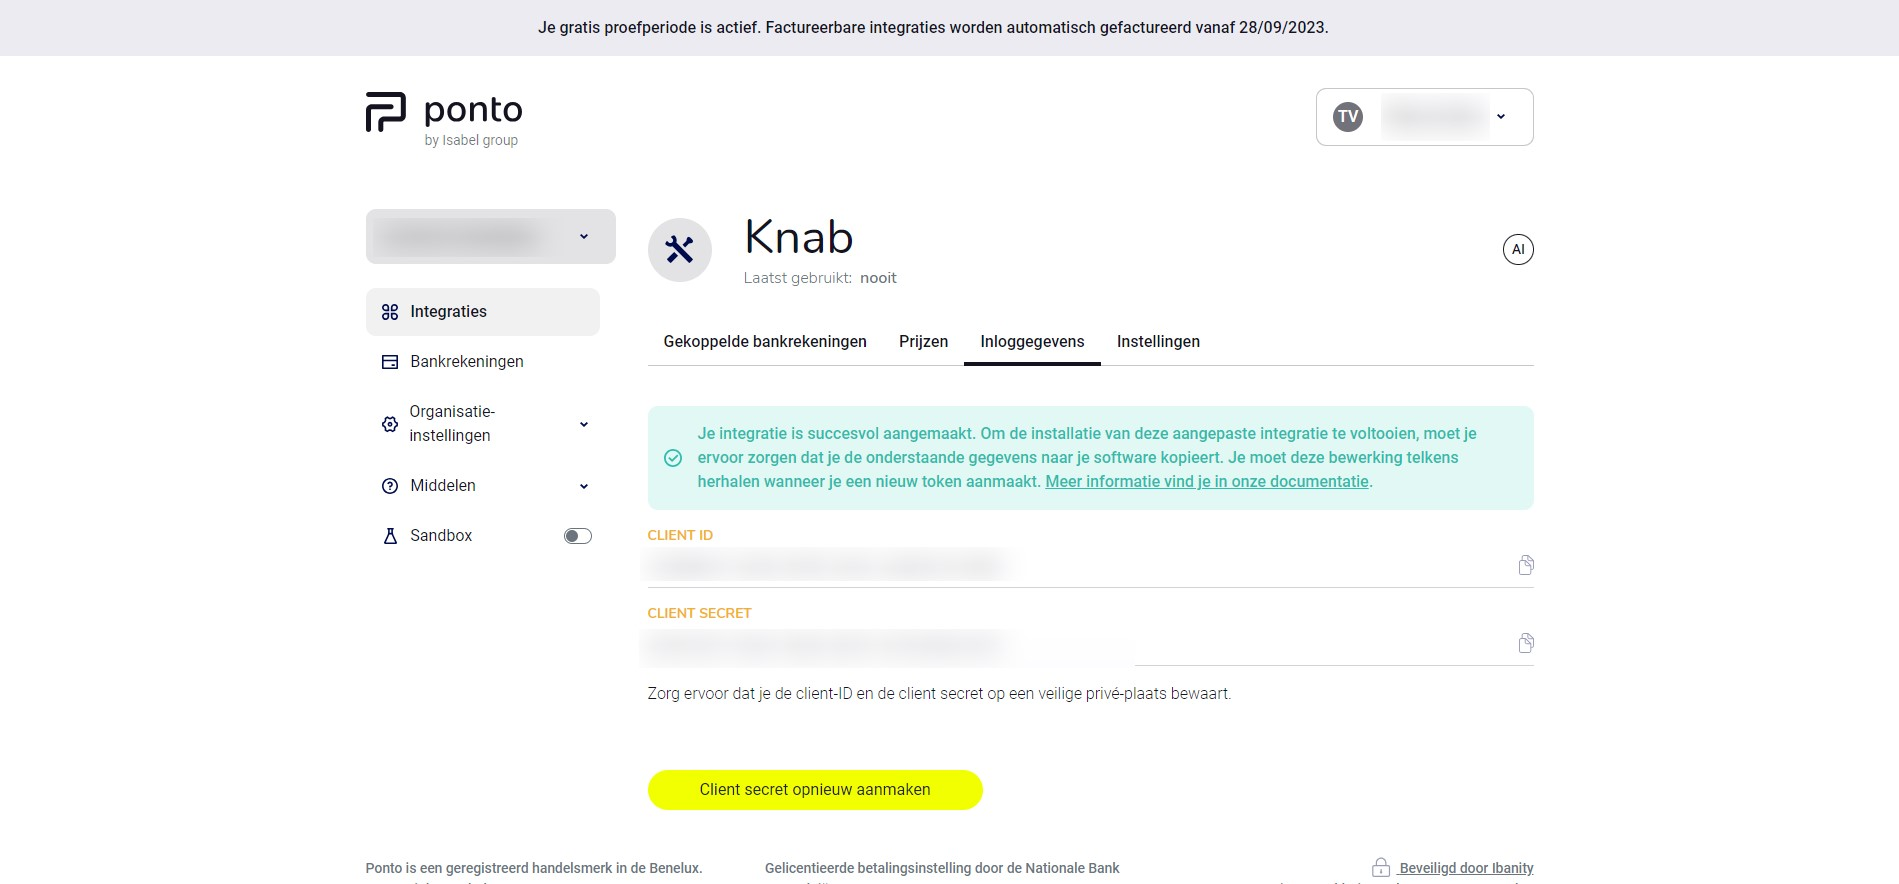 Je gratis proefperiode is actief. Factureerbare integraties worden automatisch gefactureerd vanaf 28/09/2023.
ponto
by Isabel group
TV
Knab
Laatst gebruikt: nooit
AI
Integraties
Bankrekeningen
Organisatie-
instellingen
Middelen
Sandbox
Gekoppelde bankrekeningen Prijzen Inloggegevens Instellingen
Je integratie is succesvol aangemaakt. Om de installatie van deze aangepaste integratie te voltooien, moet je
ervoor zorgen dat je de onderstaande gegevens naar je software kopieert. Je moet deze bewerking telkens
herhalen wanneer je een nieuw token aanmaakt. Meer informatie vind je in onze documentatie.
CLIENT ID
CLIENT SECRET
Zorg ervoor dat je de client-ID en de client secret op een veilige privé-plaats bewaart.
Client secret opnieuw aanmaken
Ponto is een geregistreerd handelsmerk in de Benelux.
Gelicentieerde betalingsinstelling door de Nationale Bank
Beveiligd door Ibanity